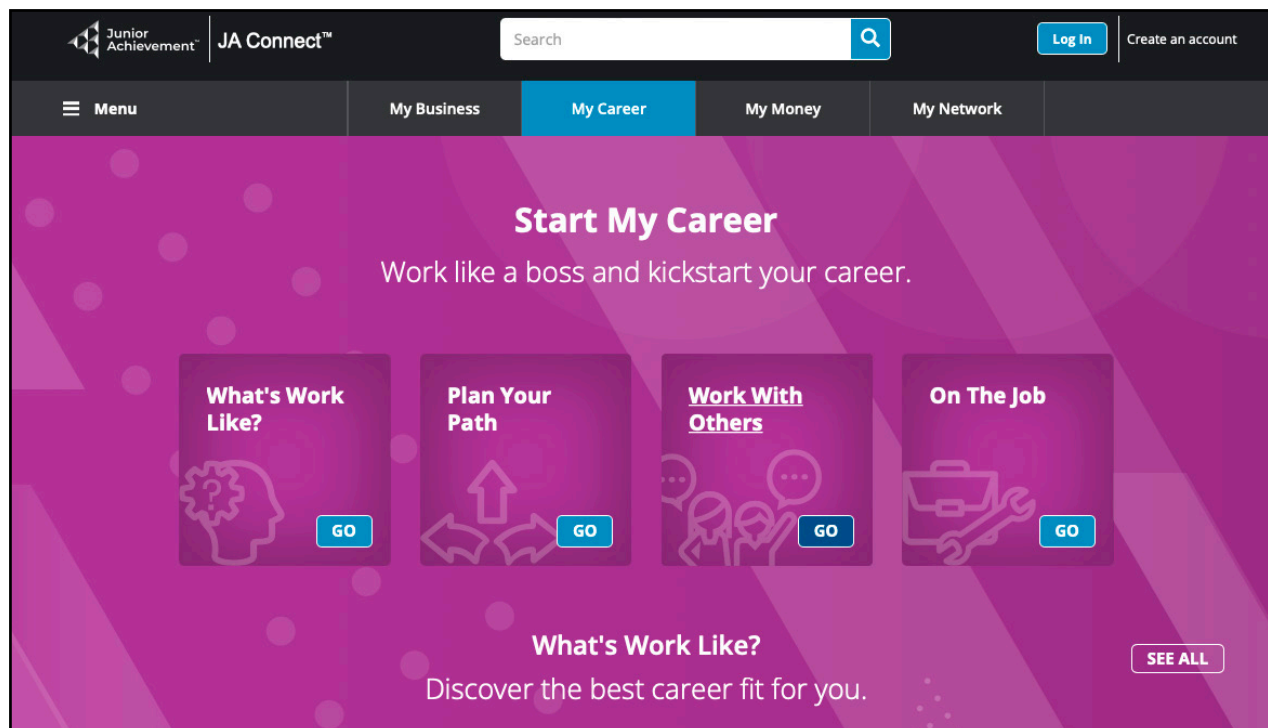 Junior
Achievement™
JA Connect™
Search
Log In
Create an account
Menu
My Business
My Career
My Money
My Network
Start My Career
Work like a boss and kickstart your career.
What's Work
Like?
GO
Plan Your
Path
GO
Work With
Others
GO
On The Job
GO
What's Work Like?
SEE ALL
Discover the best career fit for you.